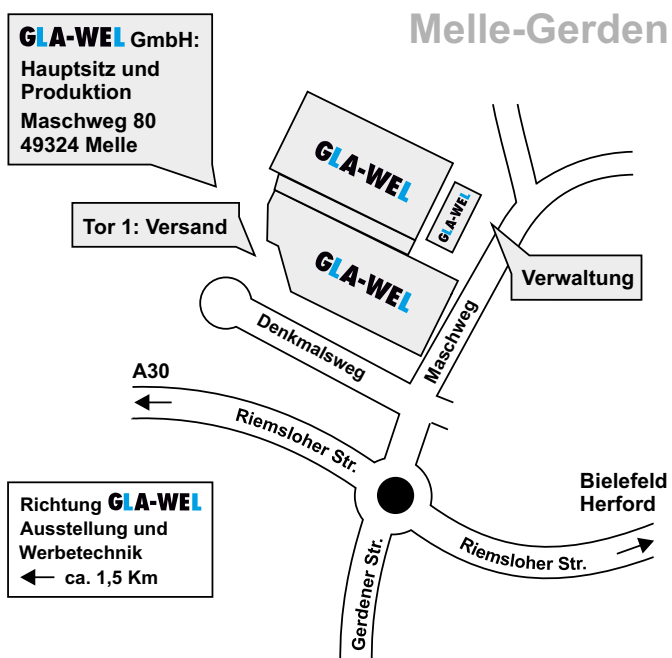 Melle-Gerden
GLA-WEL GmbH:
Hauptsitz und
Produktion
Maschweg 80
49324 Melle
GLA-WEL
GLA-WEL
Tor 1: Versand
GLA-WEL
Verwaltung
Denkmalsweg
Maschweg
A30
Riemsloher Str.
Bielefeld
Herford
Richtung GLA-WEL
Ausstellung und
Werbetechnik
ca. 1,5 Km
Riemsloher Str.
Gerdener Str.